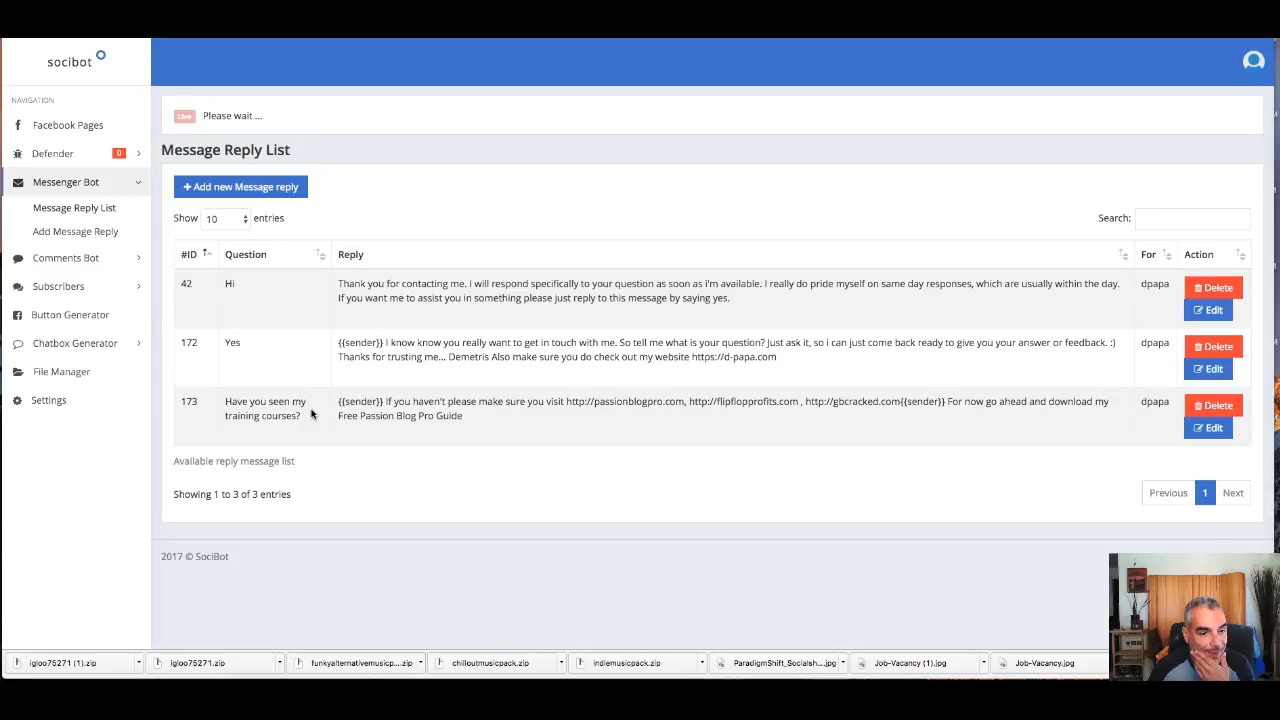 socibot
NAVIGATION
Facebook Pages
Defender 0
Messenger Bot
Message Reply List
Add Message Reply
Comments Bot
Subscribers
Button Generator
Chatbox Generator
File Manager
Settings
Live Please wait ...
Message Reply List
+ Add new Message reply
Show 10 entries
Search:
#ID Question Reply For Action
42 Hi Thank you for contacting me. I will respond specifically to your question as soon as i'm available. I really do pride myself on same day responses, which are usually within the day. dpapa Delete
If you want me to assist you in something please just reply to this message by saying yes. Edit
172 Yes {{sender}} I know know you really want to get in touch with me. So tell me what is your question? Just ask it, so i can just come back ready to give you your answer or feedback. :) dpapa Delete
Thanks for trusting me... Demetris Also make sure you do check out my website https://d-papa.com Edit
173 Have you seen my {{sender}} If you haven't please make sure you visit http://passionblogpro.com, http://flipflopprofits.com , http://gbcracked.com{{sender}} For now go ahead and download my dpapa Delete
training courses? Free Passion Blog Pro Guide Edit
Available reply message list
Showing 1 to 3 of 3 entries
Previous 1 Next
2017 © SociBot
igloo75271 (1).zip igloo75271.zip funkyalternativemusicp....zip chilloutmusicpack.zip indiemusicpack.zip ParadigmShift_Socialsh....jpg Job-Vacancy (1).jpg Job-Vacancy.jpg